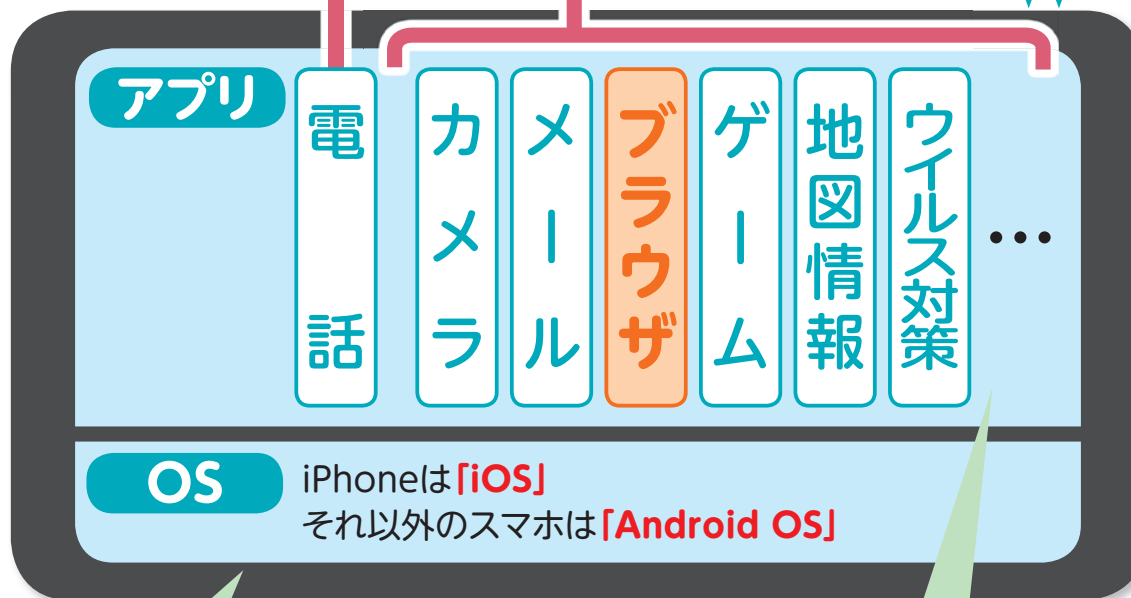 アプリ
電話
カメラ
メール
ブラウザ
ゲーム
地図情報
ウイルス対策
…
OS
iPhoneは「iOS」
それ以外のスマホは「Android OS」